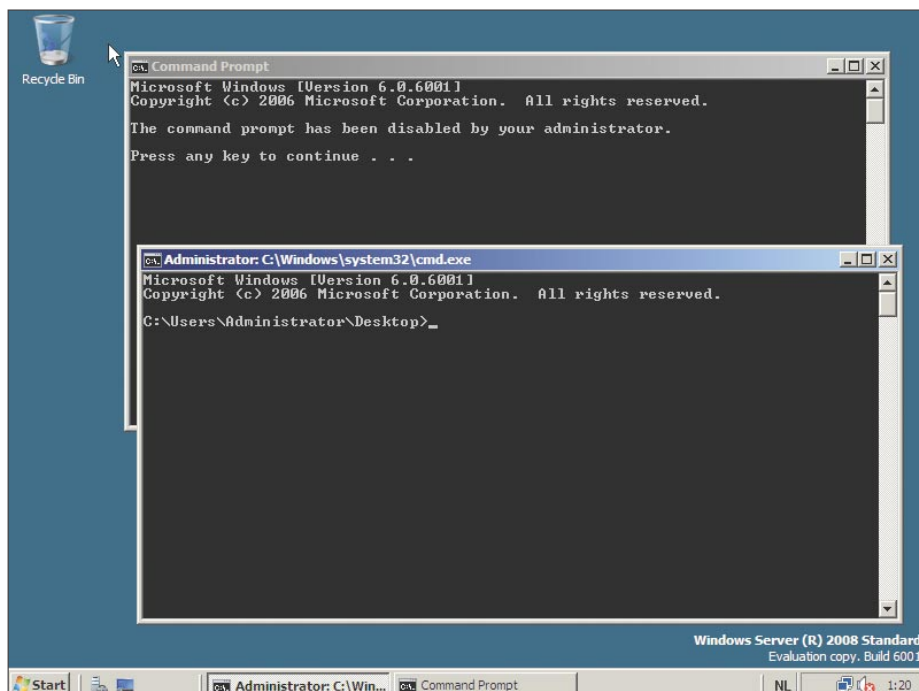 Recycle Bin
Command Prompt
Microsoft Windows [Version 6.0.6001]
Copyright (c) 2006 Microsoft Corporation.  All rights reserved.
The command prompt has been disabled by your administrator.
Press any key to continue . . .
Administrator: C:\Windows\system32\cmd.exe
Microsoft Windows [Version 6.0.6001]
Copyright (c) 2006 Microsoft Corporation.  All rights reserved.
C:\Users\Administrator\Desktop>_
Windows Server (R) 2008 Standard
Evaluation copy. Build 6001
Start
Administrator: C:\Win...
Command Prompt
NL
1:20